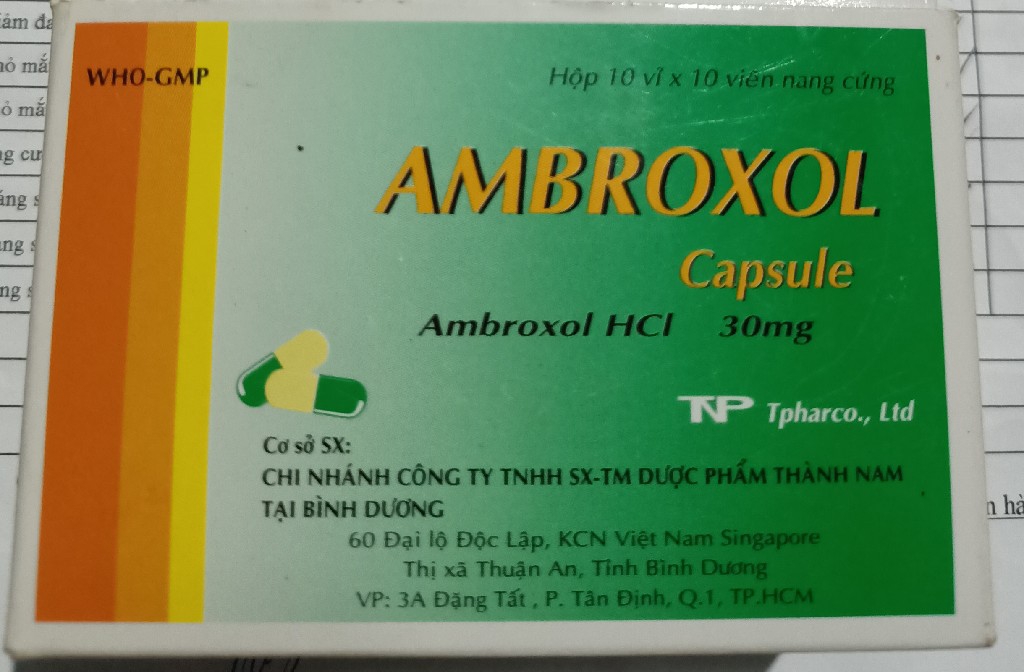 WHO-GMP
Hộp 10 vỉ x 10 viên nang cứng
AMBROXOL
Capsule
Ambroxol HCl 30mg
TNP Tpharco., Ltd
Cơ sở SX:
CHI NHÁNH CÔNG TY TNHH SX-TM DƯỢC PHẨM THÀNH NAM
TẠI BÌNH DƯƠNG
60 Đại lộ Độc Lập, KCN Việt Nam Singapore
Thị xã Thuận An, Tỉnh Bình Dương
VP: 3A Đặng Tất , P. Tân Định, Q.1, TP.HCM